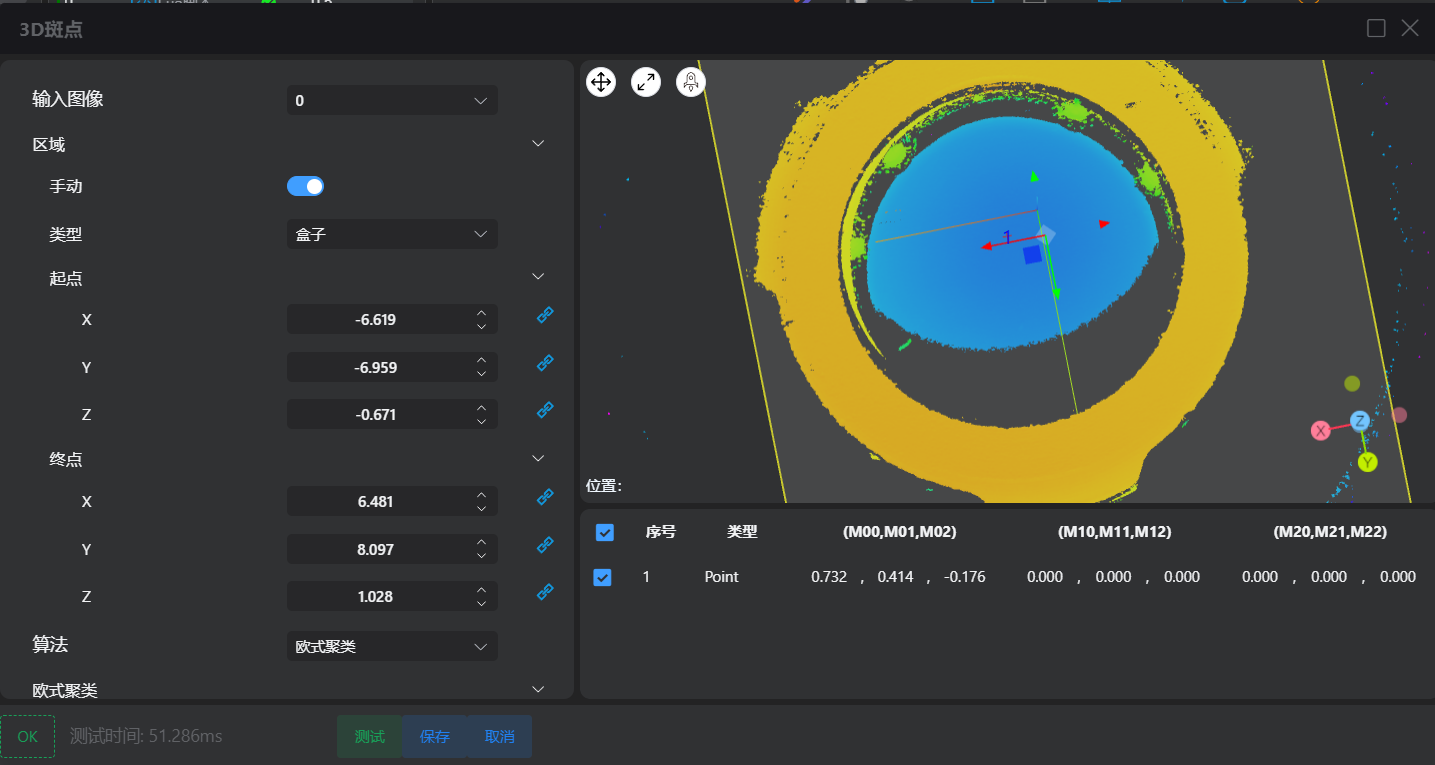 3D斑点
输入图像 0
区域
手动
类型 盒子
起点
X -6.619
Y -6.959
Z -0.671
终点
X 6.481
Y 8.097
Z 1.028
算法 欧式聚类
欧式聚类
OK 测试时间: 51.286ms 测试 保存 取消
1
X Z
Y
位置:
序号 类型 (M00,M01,M02) (M10,M11,M12) (M20,M21,M22)
1 Point 0.732 , 0.414 , -0.176 0.000 , 0.000 , 0.000 0.000 , 0.000 , 0.000